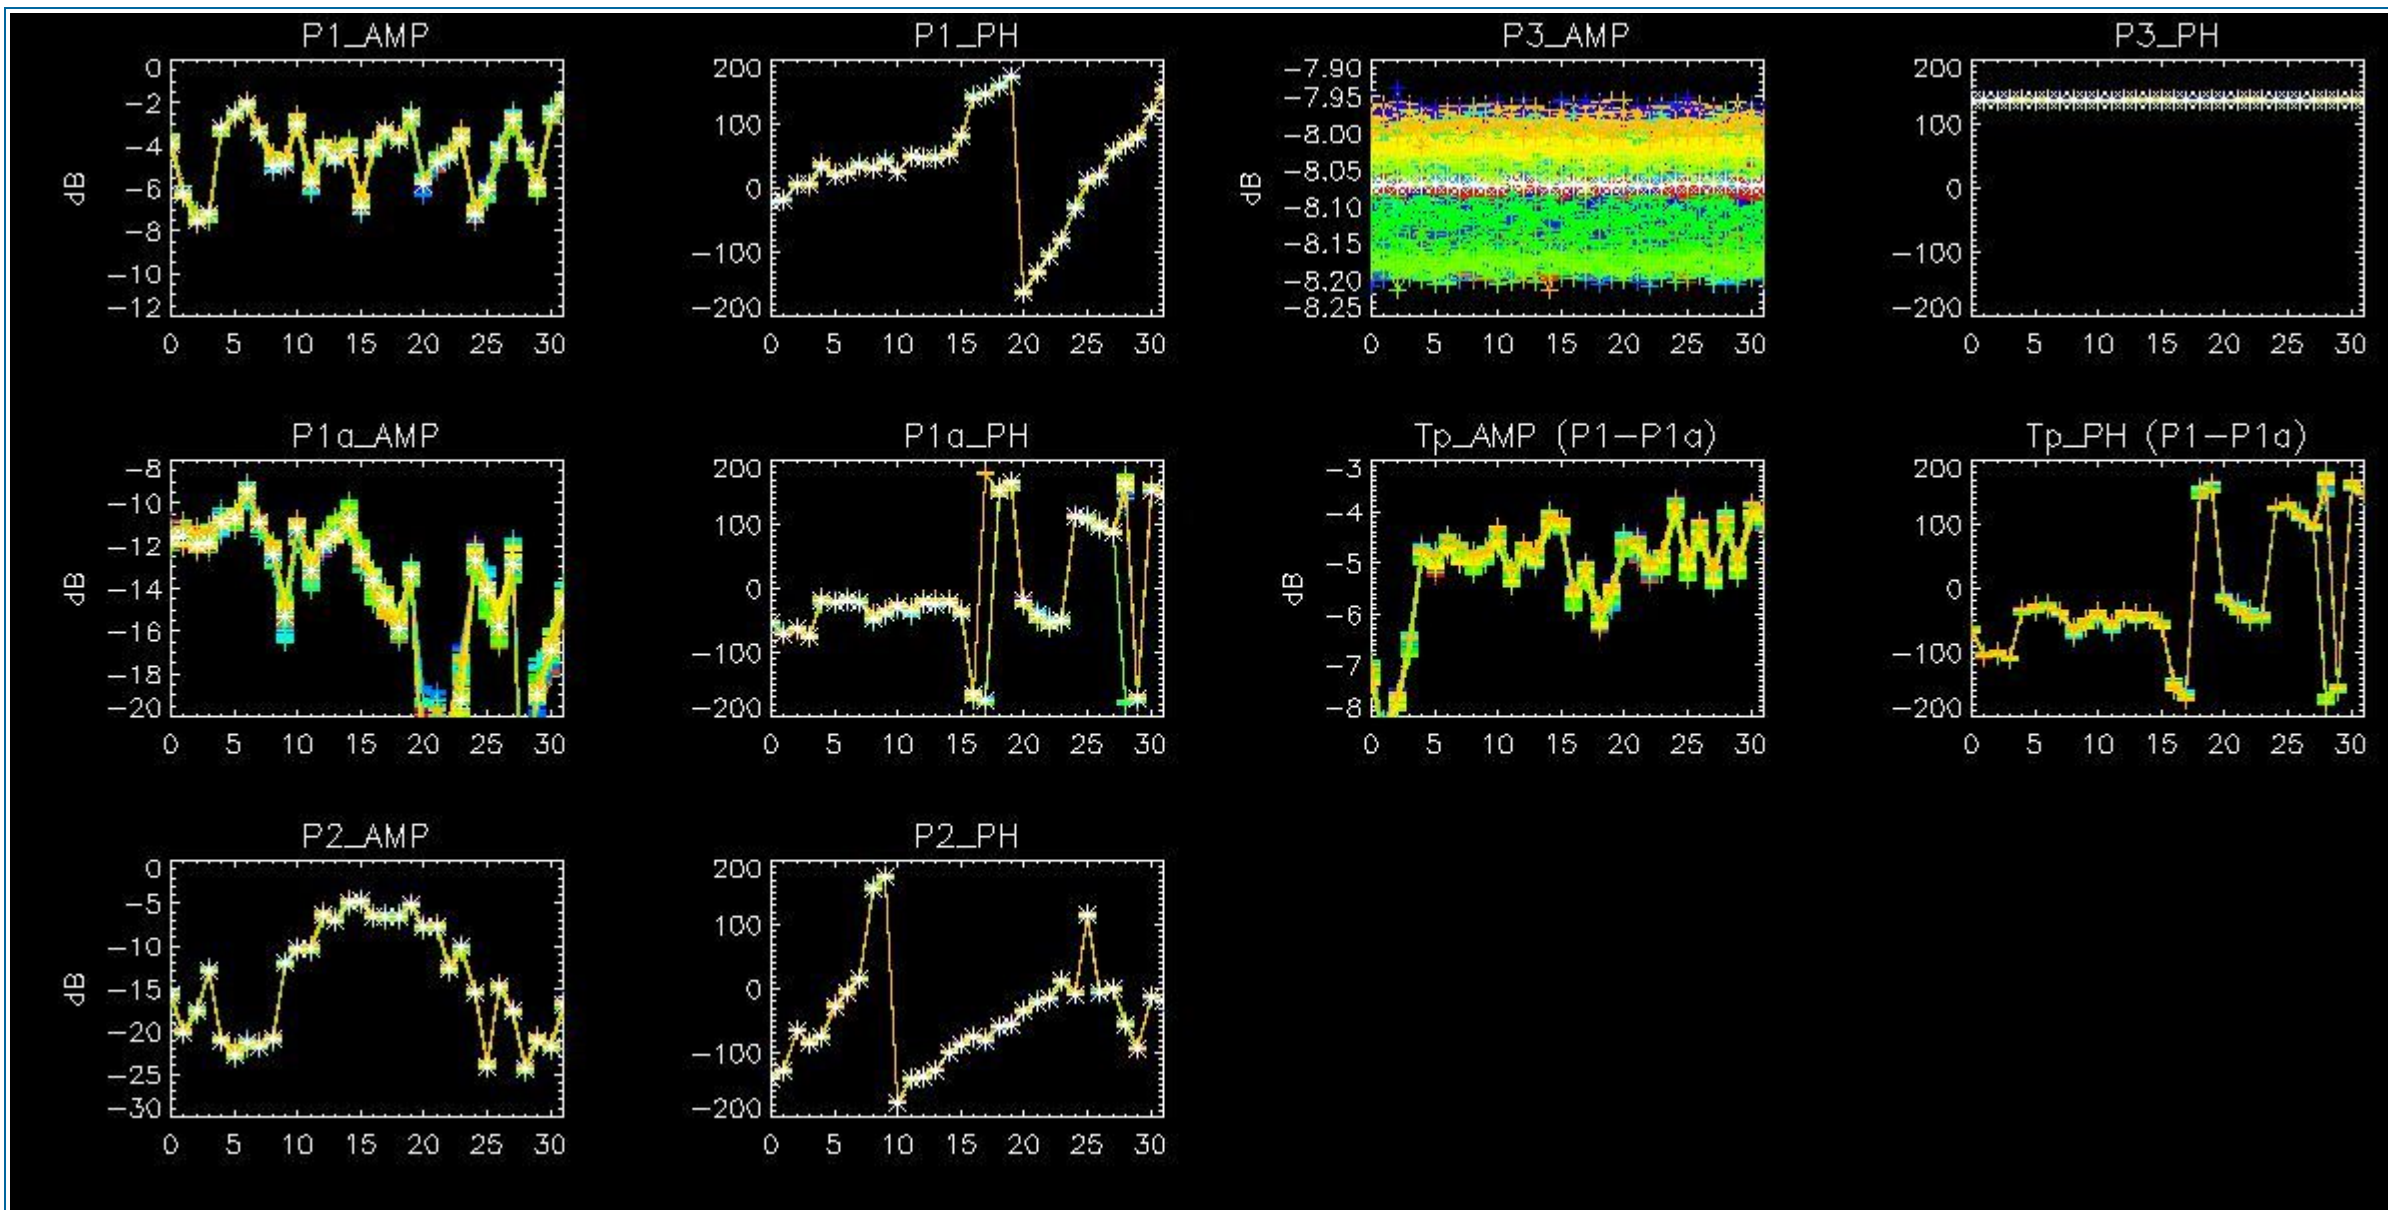 P1_AMP P1_PH P3_AMP P3_PH
0 200 −7.90 200
−2 100 −7.95 100
−4 0 −8.00 0
−6 −100 −8.05 −100
−8 −200 −8.10 −200
−10 −8.15
−12 −8.20
−8.25
dB dB
0 5 10 15 20 25 30 0 5 10 15 20 25 30 0 5 10 15 20 25 30 0 5 10 15 20 25 30
P1a_AMP P1a_PH Tp_AMP (P1−P1a) Tp_PH (P1−P1a)
−8 200 −3 200
−10 100 −4 100
−12 0 −5 0
−14 −100 −6 −100
−16 −200 −7 −200
−18 −8
−20
dB dB
0 5 10 15 20 25 30 0 5 10 15 20 25 30 0 5 10 15 20 25 30 0 5 10 15 20 25 30
P2_AMP P2_PH
0 200
−5 100
−10 0
−15 −100
−20 −200
−25
−30
dB
0 5 10 15 20 25 30 0 5 10 15 20 25 30